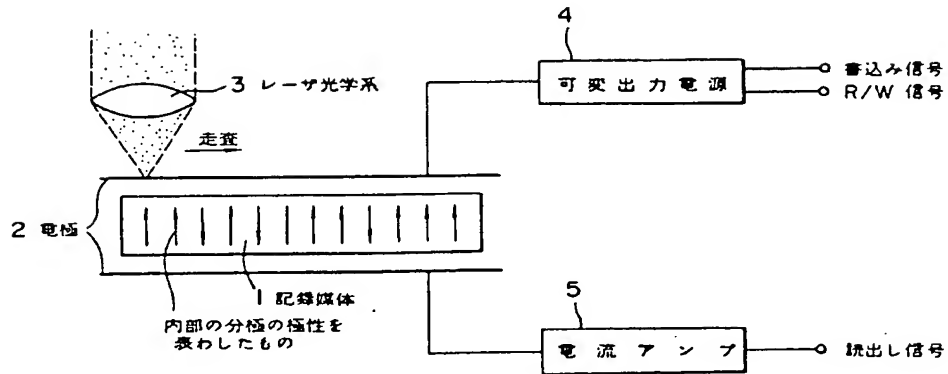 4
3 レーザ光学系
可変出力電源
書込み信号
R/W 信号
走査
2 電極
1 記録媒体
内部の分極の極性を
表わしたもの
5
電流アンプ
読出し信号